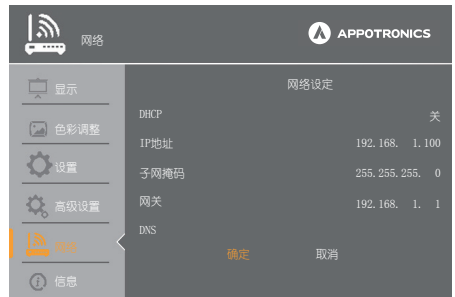 网络
APPOTRONICS
显示
色彩调整
设置
高级设置
网络
信息
网络设定
DHCP 关
IP地址 192.168. 1.100
子网掩码 255.255.255. 0
网关 192.168. 1. 1
DNS
确定 取消